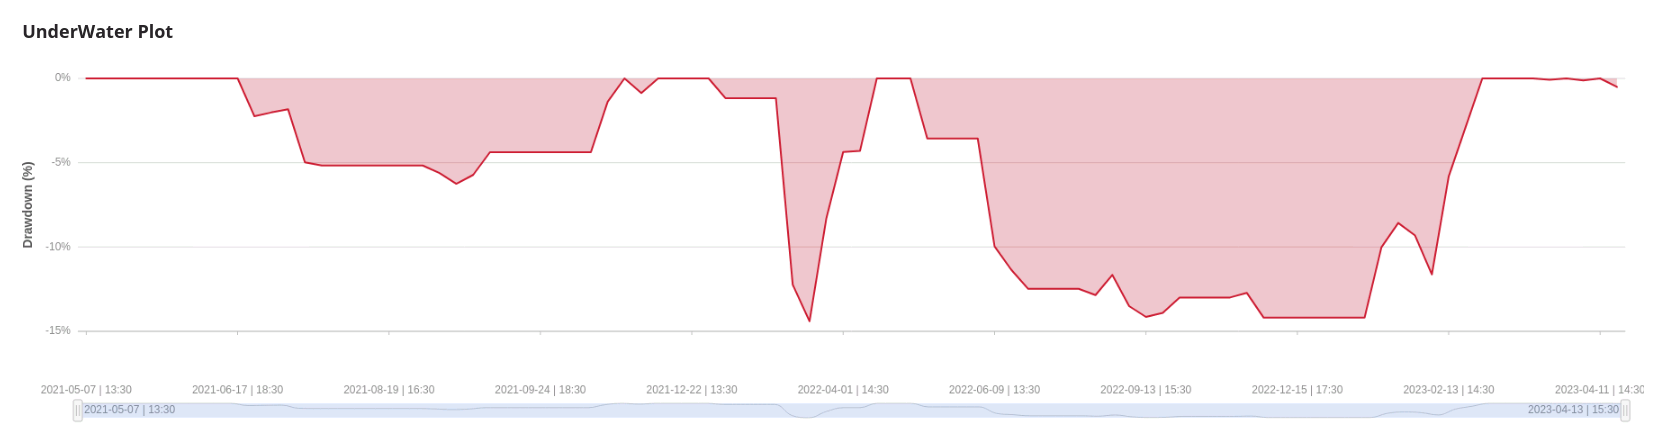 UnderWater Plot
0%
-5%
-10%
-15%
Drawdown (%)
2021-05-07 | 13:30
2021-06-17 | 18:30
2021-08-19 | 16:30
2021-09-24 | 18:30
2021-12-22 | 13:30
2022-04-01 | 14:30
2022-06-09 | 13:30
2022-09-13 | 15:30
2022-12-15 | 17:30
2023-02-13 | 14:30
2023-04-11 | 14:30
2021-05-07 | 13:30
2023-04-13 | 15:30